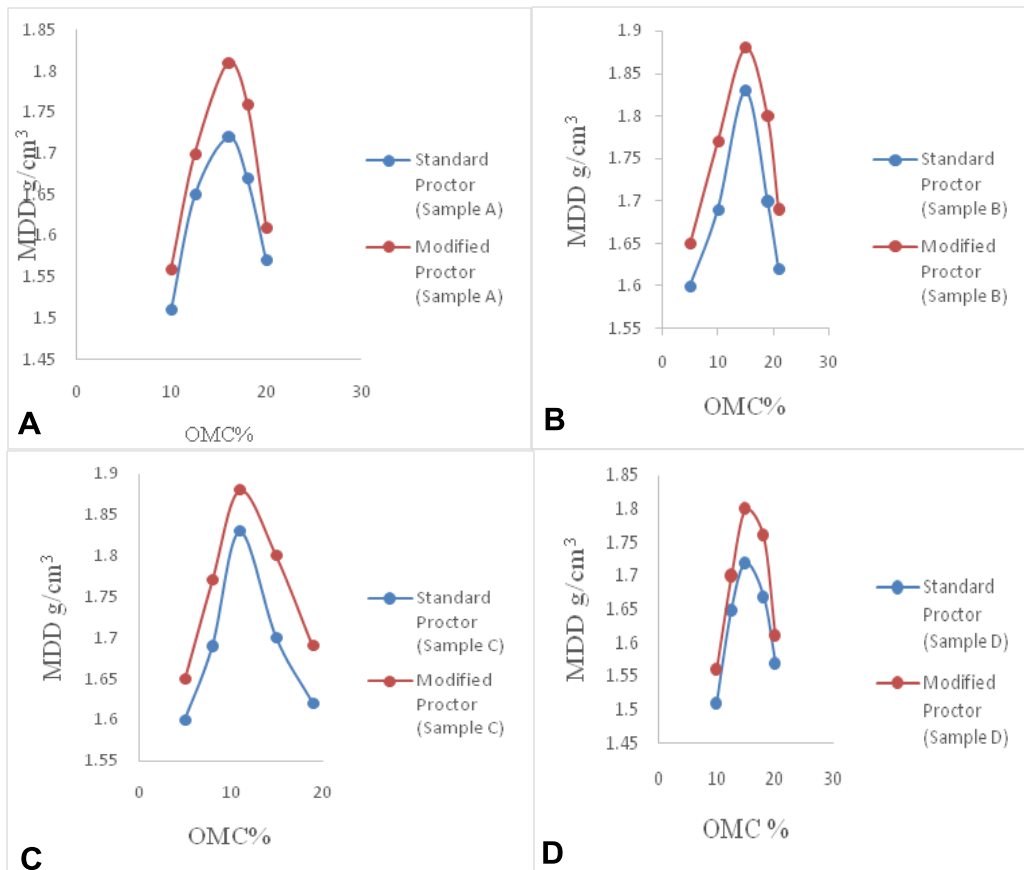 1.85
1.8
1.75
1.7
1.65
1.6
1.55
1.5
1.45
0
10
20
30
MDD g/cm³
OMC%
Standard
Proctor
(Sample A)
Modified
Proctor
(Sample A)
A
1.9
1.85
1.8
1.75
1.7
1.65
1.6
1.55
0
10
20
30
MDD g/cm³
OMC%
Standard
Proctor
(Sample B)
Modified
Proctor
(Sample B)
B
1.9
1.85
1.8
1.75
1.7
1.65
1.6
1.55
0
10
20
MDD g/cm³
OMC%
Standard
Proctor
(Sample C)
Modified
Proctor
(Sample C)
C
1.85
1.8
1.75
1.7
1.65
1.6
1.55
1.5
1.45
0
10
20
30
MDD g/cm³
OMC %
Standard
Proctor
(Sample D)
Modified
Proctor
(Sample D)
D